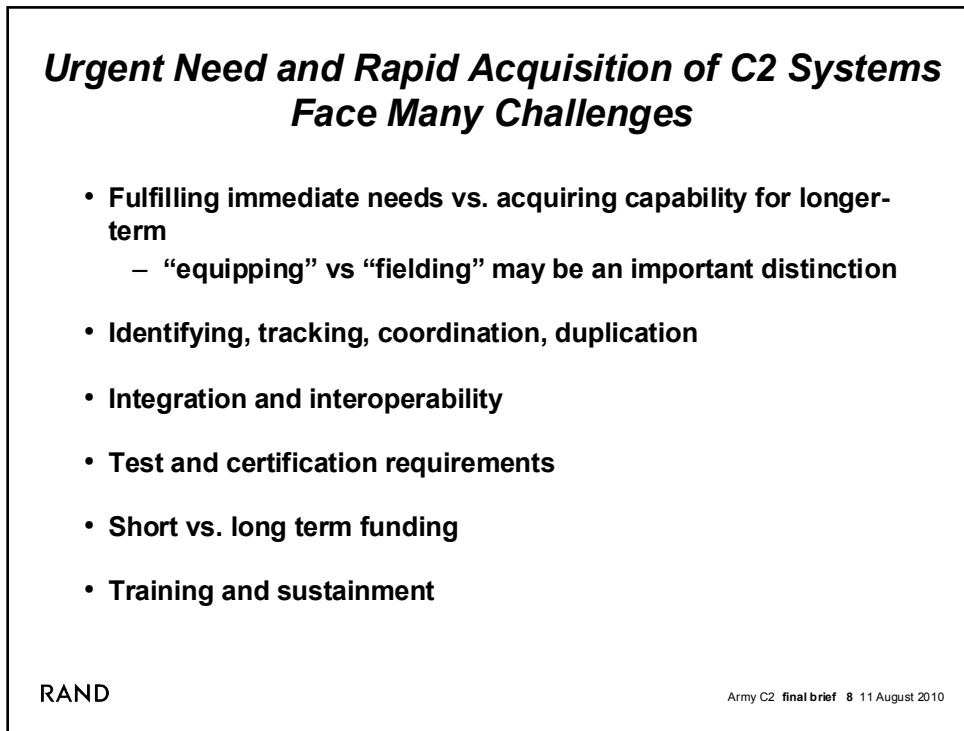 Urgent Need and Rapid Acquisition of C2 Systems
Face Many Challenges
• Fulfilling immediate needs vs. acquiring capability for longer-
term
– “equipping” vs “fielding” may be an important distinction
• Identifying, tracking, coordination, duplication
• Integration and interoperability
• Test and certification requirements
• Short vs. long term funding
• Training and sustainment
RAND
Army C2 final brief 8 11 August 2010